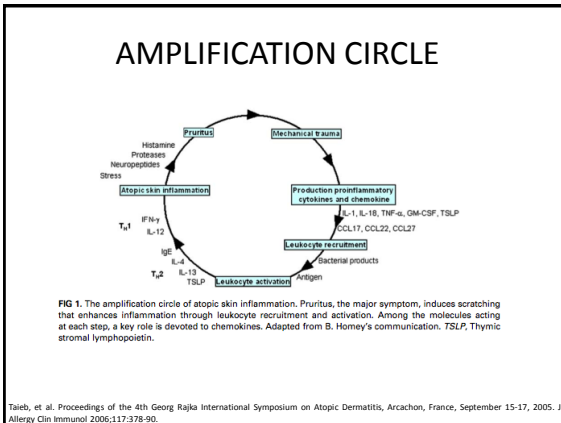 AMPLIFICATION CIRCLE
Pruritus
Mechanical trauma
Histamine
Proteases
Neuropeptides
Stress
Atopic skin inflammation
Production proinflammatory
cytokines and chemokine
IL-1, IL-18, TNF-α, GM-CSF, TSLP
CCL17, CCL22, CCL27
Leukocyte recruitment
Bacterial products
Antigen
Leukocyte activation
IFN-γ
TH1
IL-12
IgE
IL-4
TH2
IL-13
TSLP
FIG 1. The amplification circle of atopic skin inflammation. Pruritus, the major symptom, induces scratching
that enhances inflammation through leukocyte recruitment and activation. Among the molecules acting
at each step, a key role is devoted to chemokines. Adapted from B. Homey's communication. TSLP, Thymic
stromal lymphopoietin.
Taieb, et al. Proceedings of the 4th Georg Rajka International Symposium on Atopic Dermatitis, Arcachon, France, September 15-17, 2005. J
Allergy Clin Immunol 2006;117:378-90.